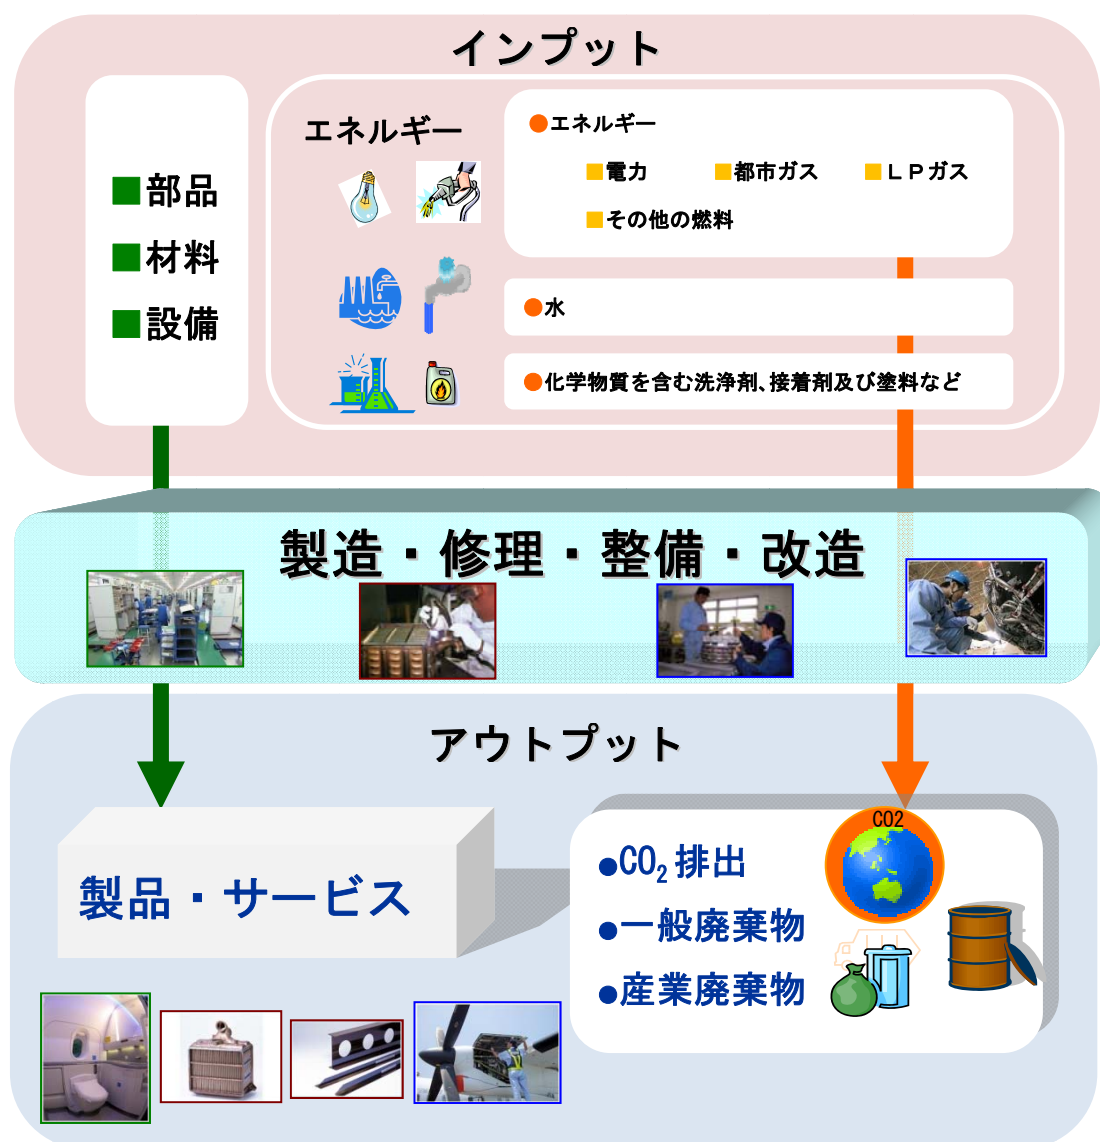 インプット
■部品
■材料
■設備
エネルギー
●エネルギー
■電力 ■都市ガス ■ＬＰガス
■その他の燃料
●水
●化学物質を含む洗浄剤､接着剤及び塗料など
製造・修理・整備・改造
アウトプット
製品・サービス
CO2
●CO₂排出
●一般廃棄物
●産業廃棄物